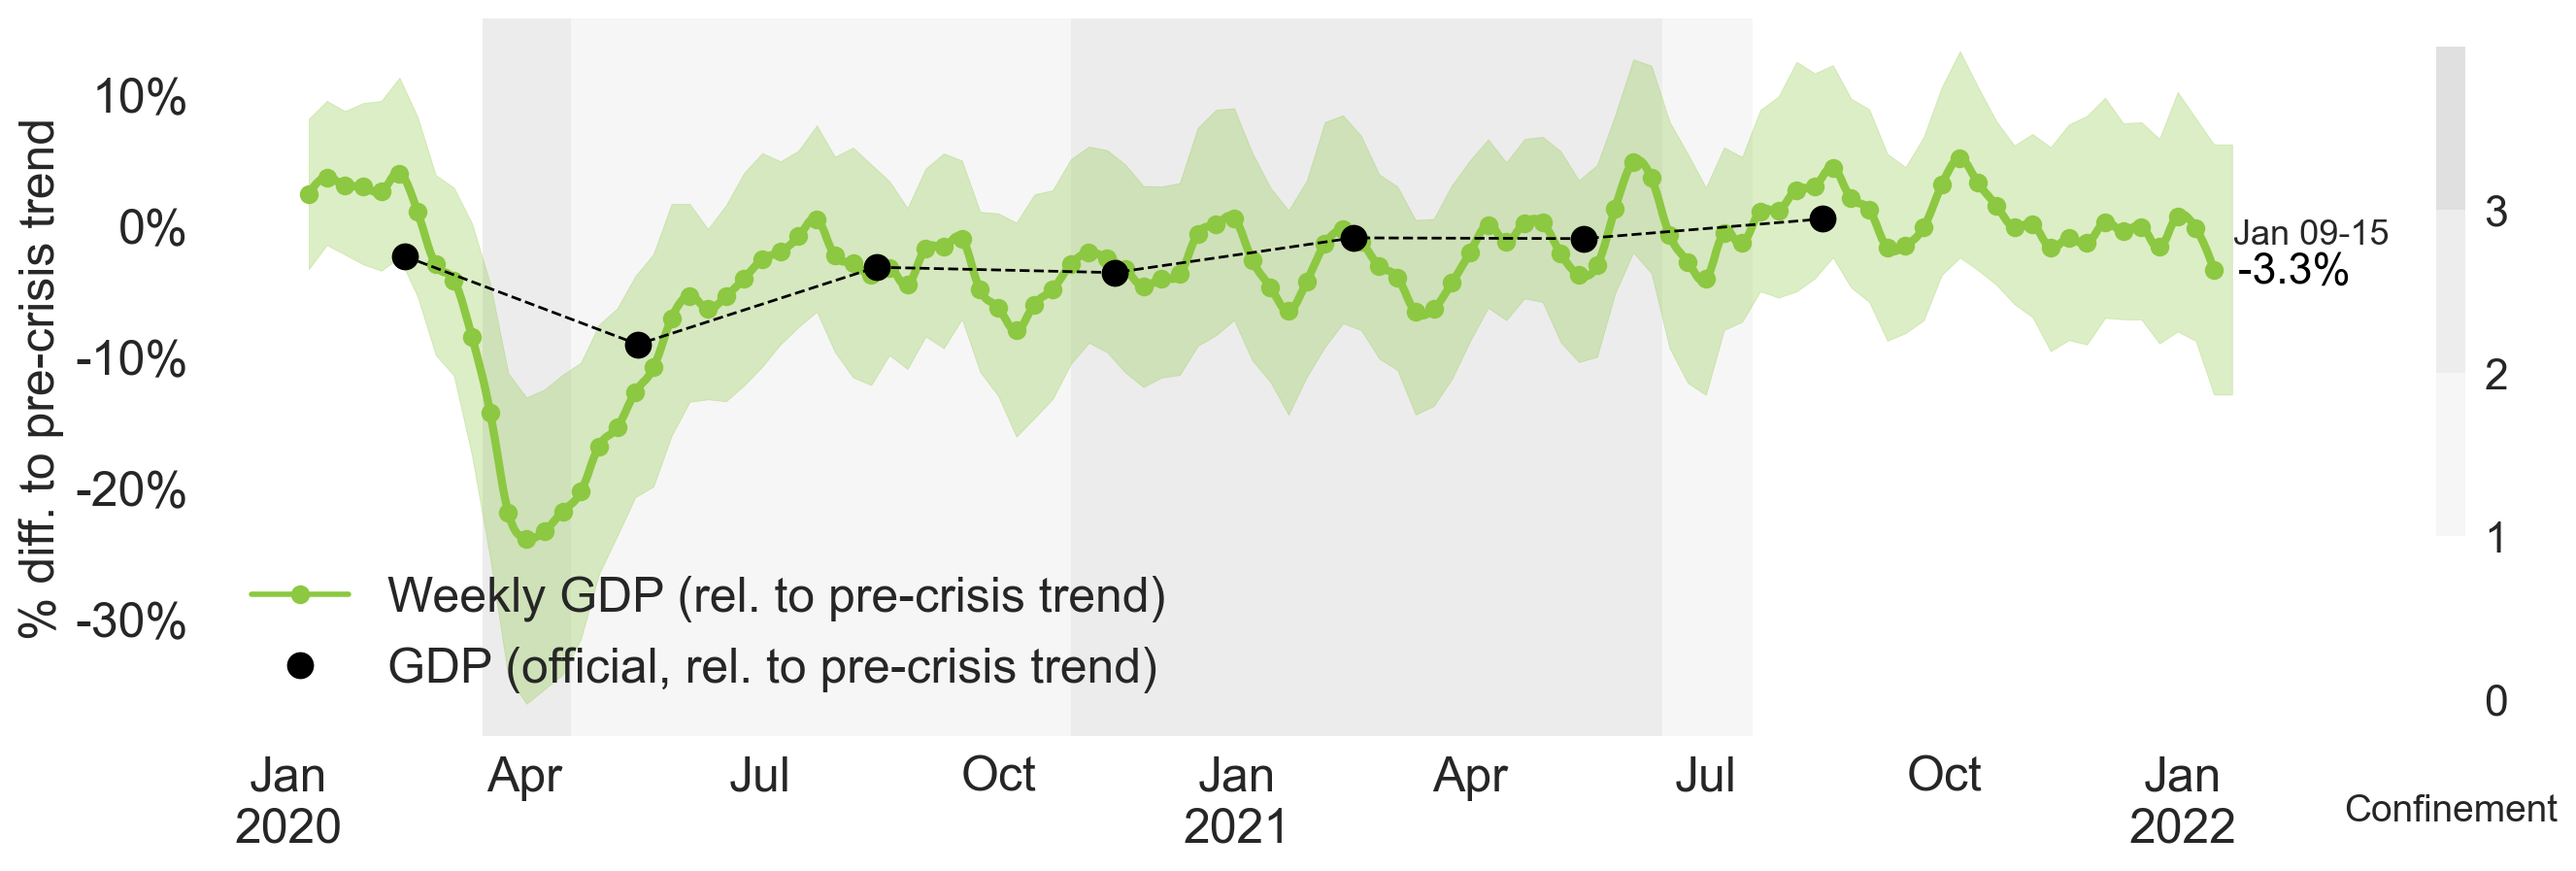 % diff. to pre-crisis trend
10%
0%
-10%
-20%
-30%
Jan 09-15
-3.3%
Weekly GDP (rel. to pre-crisis trend)
GDP (official, rel. to pre-crisis trend)
Jan Apr Jul Oct Jan Apr Jul Oct Jan
2020 2021 2022
3
2
1
0
Confinement